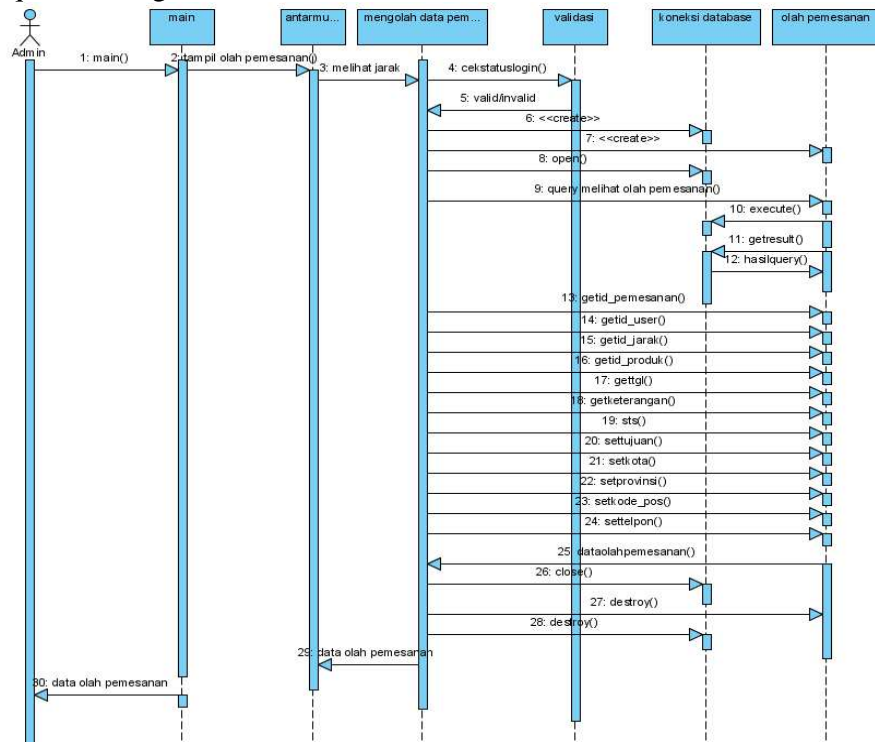 main
antarmu...
mengolah data pem...
validasi
koneksi database
olah pemesanan
Admin
1: main()
2: tampil olah pemesanan()
3: melihat jarak
4: cekstatuslogin()
5: valid/invalid
6: <<create>>
7: <<create>>
8: open()
9: query melihat olah pemesanan()
10: execute()
11: getresult()
12: hasilquery()
13: getid_pemesanan()
14: getid_user()
15: getid_jarak()
16: getid_produk()
17: gettgl()
18: getketerangan()
19: sts()
20: settujuan()
21: setkota()
22: setprovinsi()
23: setkode_pos()
24: settelpon()
25: dataolahpemesanan()
26: close()
27: destroy()
28: destroy()
29: data olah pemesanan
30: data olah pemesanan